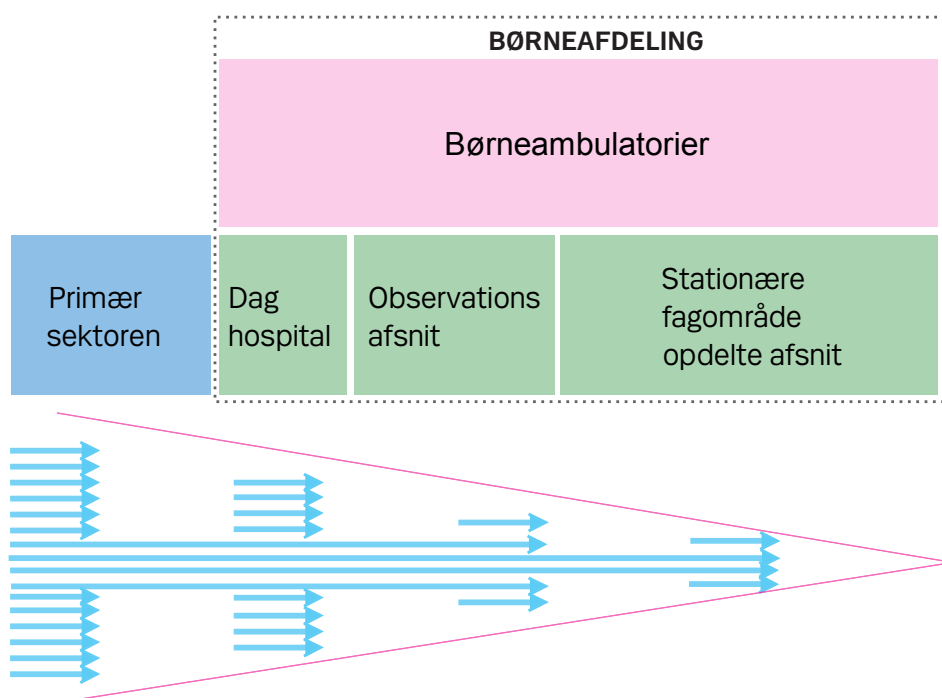 BØRNEAFDELING
Børneambulatorier
Primær
sektoren
Dag
hospital
Observations
afsnit
Stationære
fagområde
opdelte afsnit